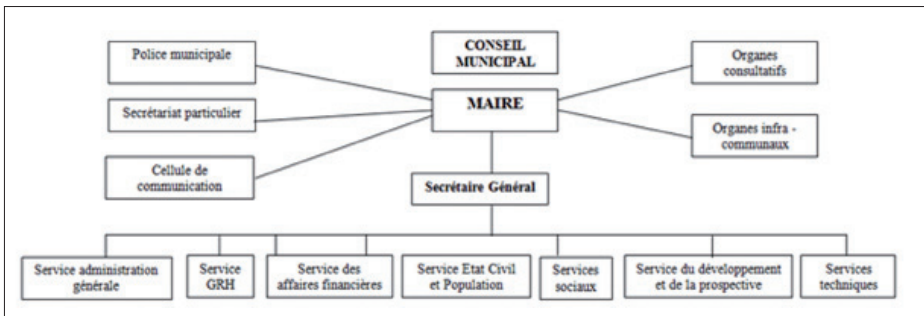 Police municipale
CONSEIL
MUNICIPAL
Organes
consultatifs
MAIRE
Secrétariat particulier
Organes infra -
communaux
Cellule de
communication
Secrétaire Général
Service administration
générale
Service
GRH
Service des
affaires financières
Service Etat Civil
et Population
Services
sociaux
Service du développement
et de la prospective
Services
techniques